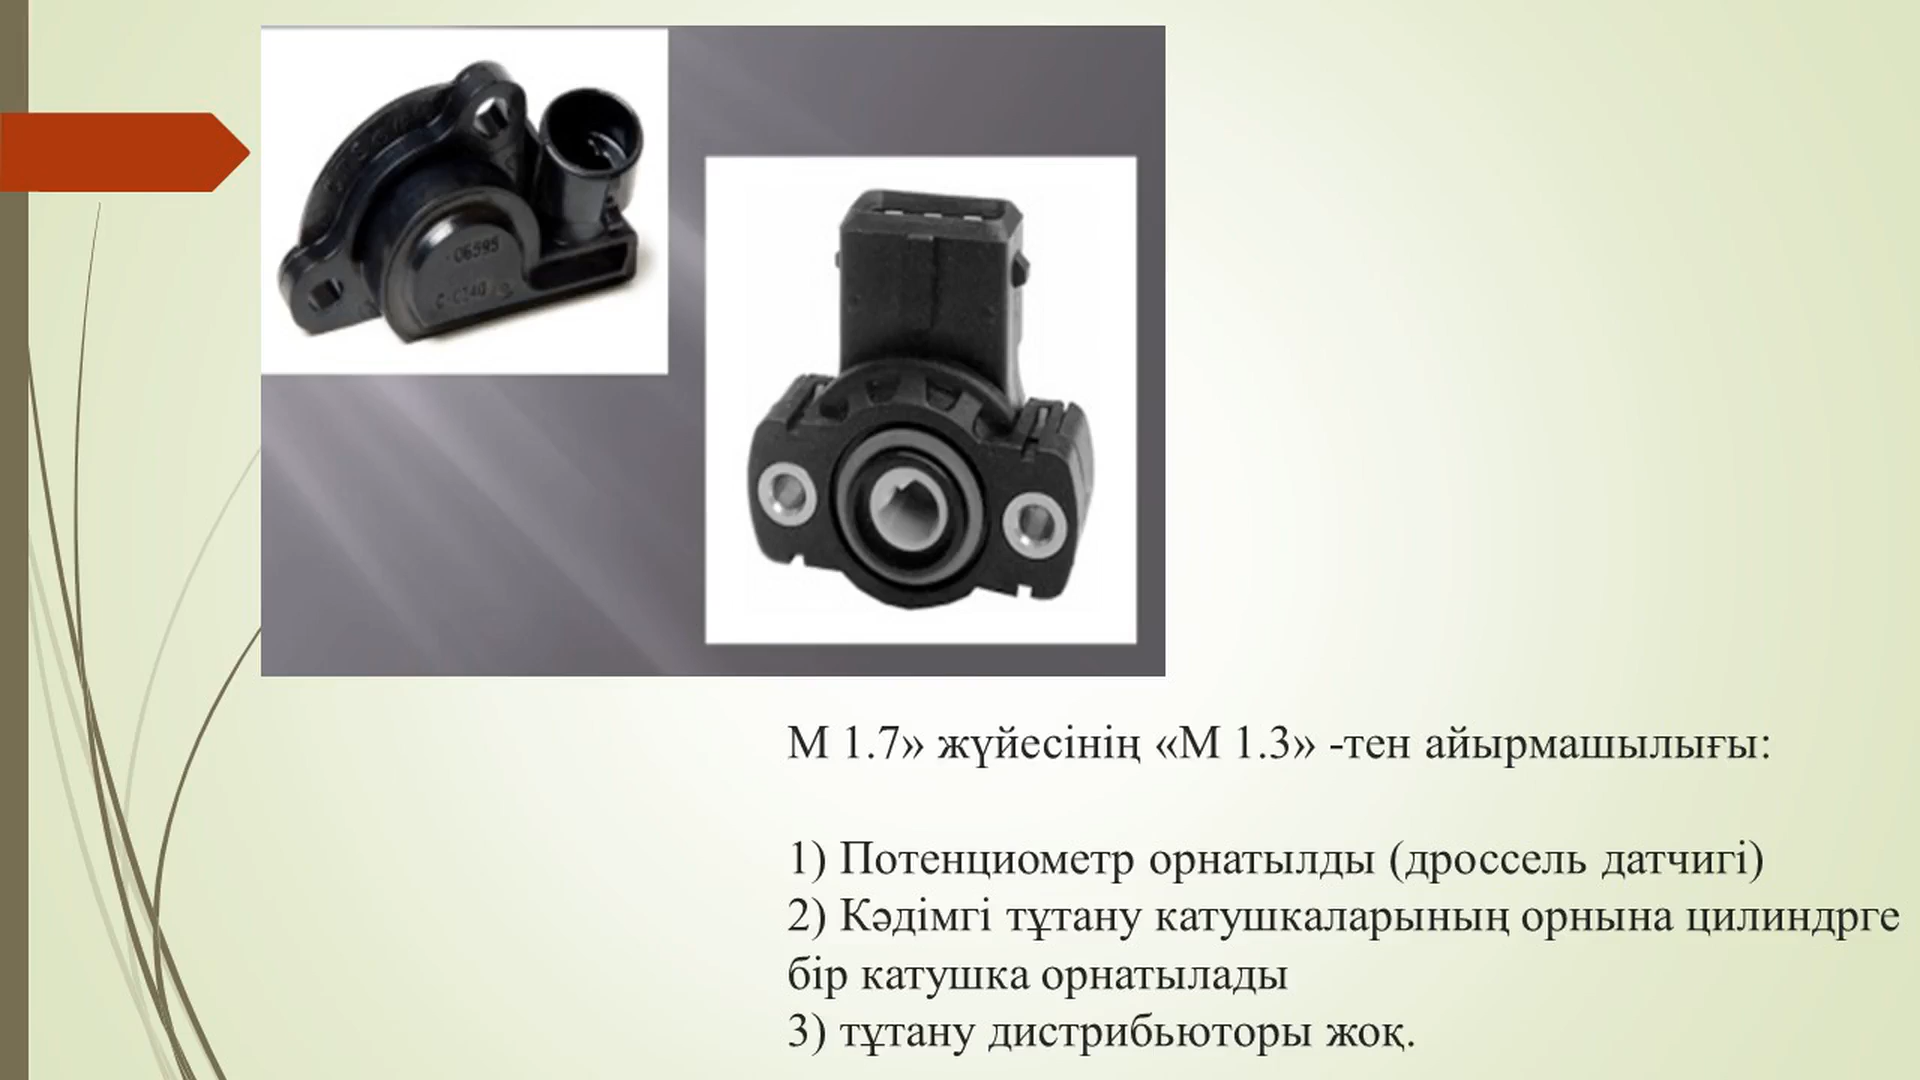 06595
М 1.7» жүйесінің «М 1.3» -тен айырмашылығы:
1) Потенциометр орнатылды (дроссель датчигі)
2) Кәдімгі тұтану катушкаларының орнына цилиндрге
бір катушка орнатылады
3) тұтану дистрибьюторы жоқ.